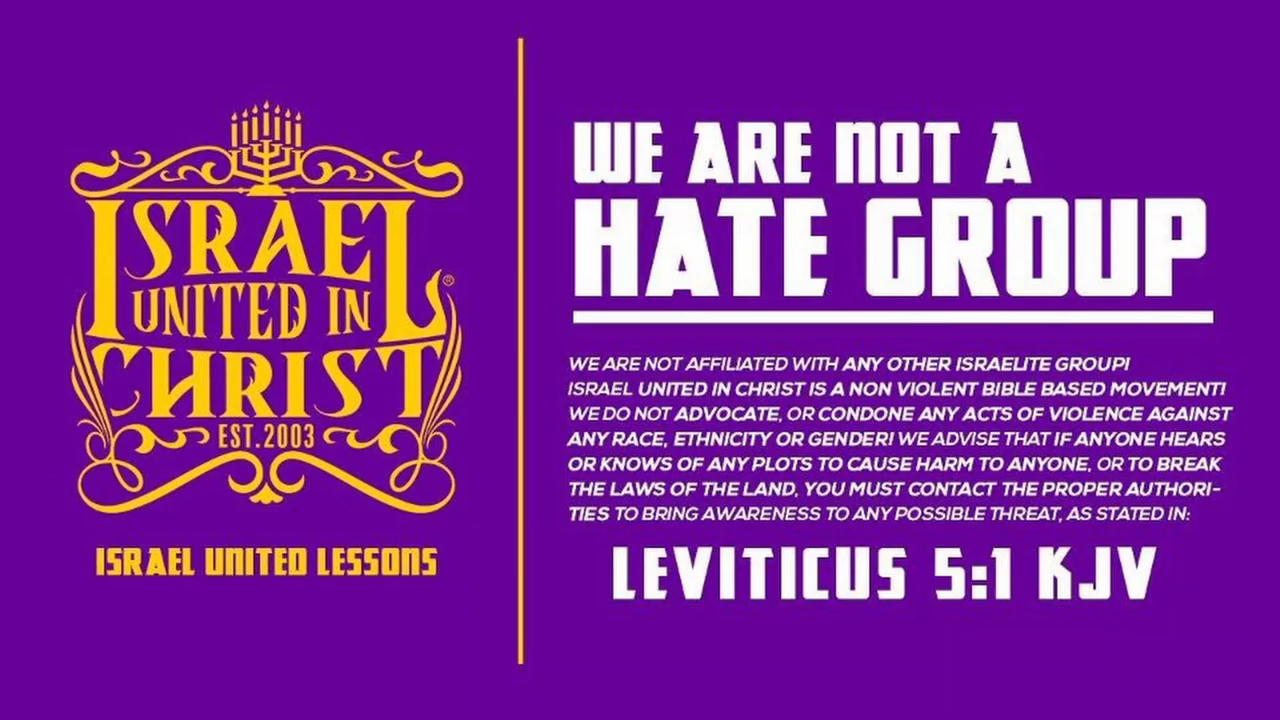 ISRAEL
UNITED IN
CHRIST
®
EST. 2003
ISRAEL UNITED LESSONS
WE ARE NOT A
HATE GROUP
WE ARE NOT AFFILIATED WITH ANY OTHER ISRAELITE GROUP!
ISRAEL UNITED IN CHRIST IS A NON VIOLENT BIBLE BASED MOVEMENT!
WE DO NOT ADVOCATE, OR CONDONE ANY ACTS OF VIOLENCE AGAINST
ANY RACE, ETHNICITY OR GENDER! WE ADVISE THAT IF ANYONE HEARS
OR KNOWS OF ANY PLOTS TO CAUSE HARM TO ANYONE, OR TO BREAK
THE LAWS OF THE LAND, YOU MUST CONTACT THE PROPER AUTHORI-
TIES TO BRING AWARENESS TO ANY POSSIBLE THREAT, AS STATED IN:
LEVITICUS 5:1 KJV